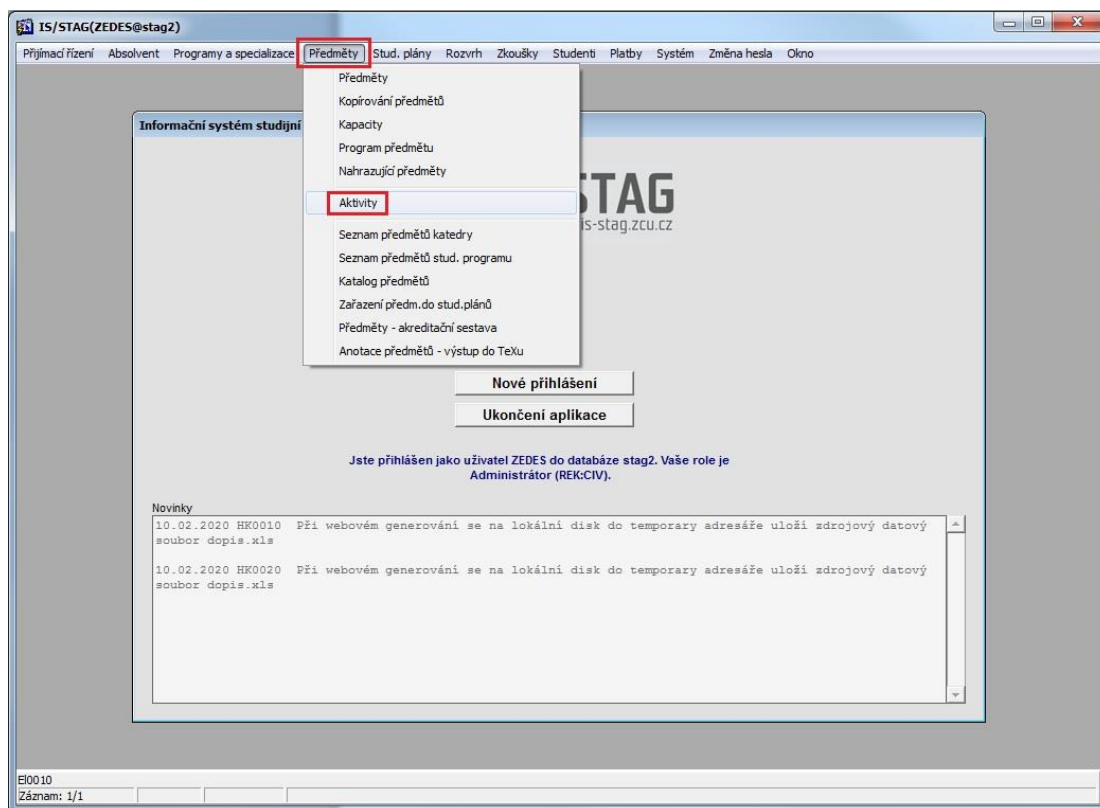 IS/STAG(ZEDES@stag2)
Přijímací řízení Absolvent Programy a specializace Předměty Stud. plány Rozvrh Zkoušky Studenti Platby Systém Změna hesla Okno
Předměty
Kopírování předmětů
Kapacity
Program předmětu
Nahrazující předměty
Aktivity
Seznam předmětů katedry
Seznam předmětů stud. programu
Katalog předmětů
Zařazení předm.do stud.plánů
Předměty - akreditační sestava
Anotace předmětů - výstup do TeXu
Informační systém studijní
STAG
is-stag.zcu.cz
Nové přihlášení
Ukončení aplikace
Jste přihlášen jako uživatel ZEDES do databáze stag2. Vaše role je
Administrátor (REK:CIV).
Novinky
10.02.2020 HK0010 Při webovém generování se na lokální disk do temporary adresáře uloží zdrojový datový
soubor dopis.xls
10.02.2020 HK0020 Při webovém generování se na lokální disk do temporary adresáře uloží zdrojový datový
soubor dopis.xls
El0010
Záznam: 1/1